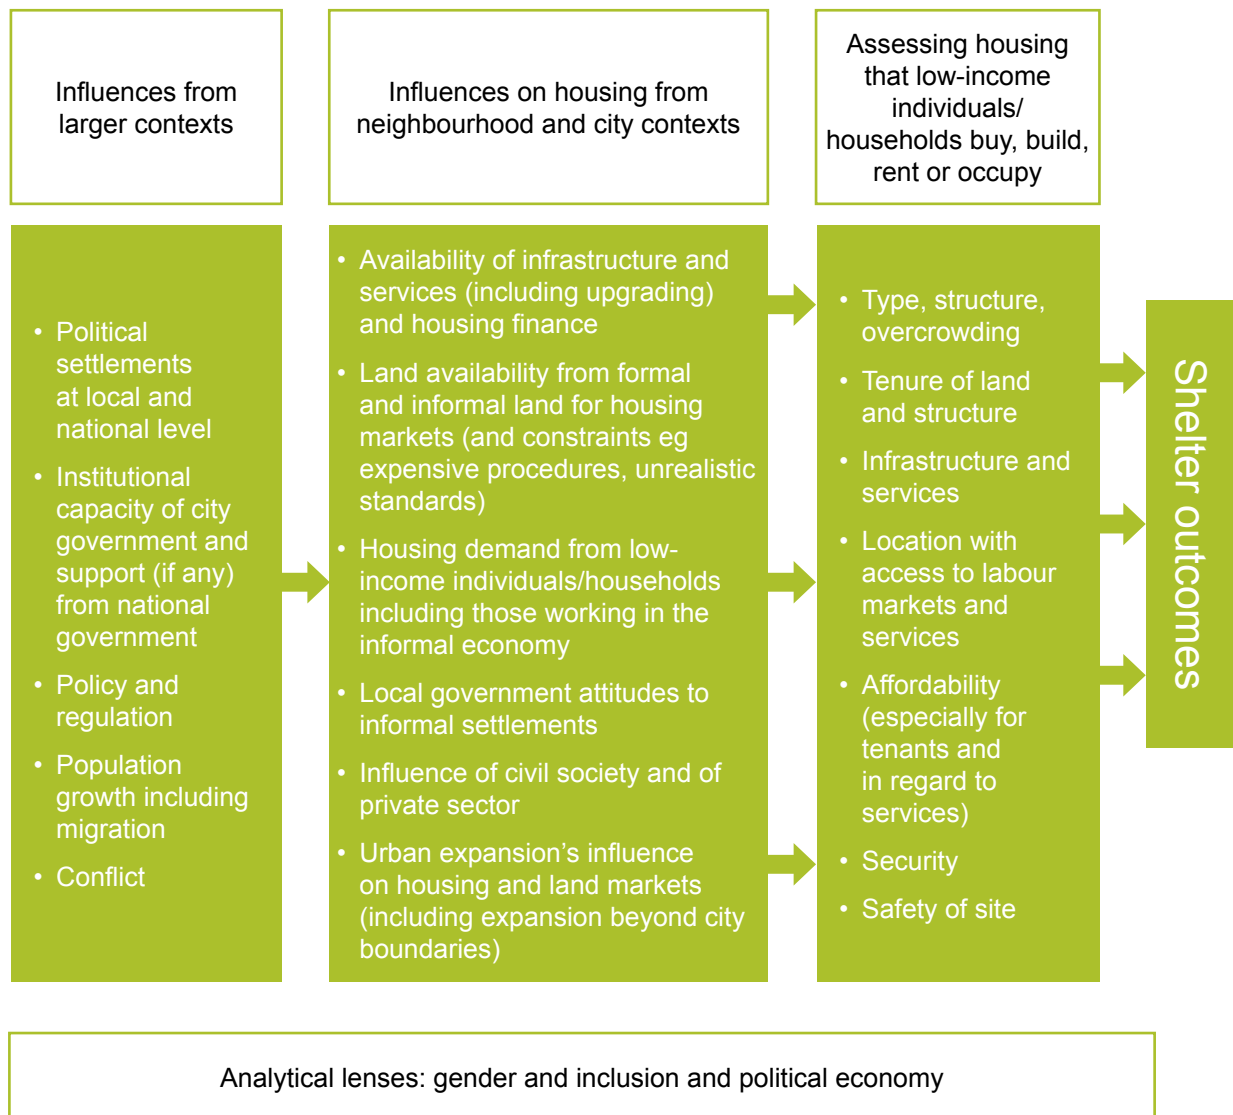 Influences from
larger contexts
Influences on housing from
neighbourhood and city contexts
Assessing housing
that low-income
individuals/
households buy, build,
rent or occupy
• Political
settlements
at local and
national level
• Institutional
capacity of city
government and
support (if any)
from national
government
• Policy and
regulation
• Population
growth including
migration
• Conflict
• Availability of infrastructure and
services (including upgrading)
and housing finance
• Land availability from formal
and informal land for housing
markets (and constraints eg
expensive procedures, unrealistic
standards)
• Housing demand from low-
income individuals/households
including those working in the
informal economy
• Local government attitudes to
informal settlements
• Influence of civil society and of
private sector
• Urban expansion’s influence
on housing and land markets
(including expansion beyond city
boundaries)
• Type, structure,
overcrowding
• Tenure of land
and structure
• Infrastructure and
services
• Location with
access to labour
markets and
services
• Affordability
(especially for
tenants and
in regard to
services)
• Security
• Safety of site
Shelter outcomes
Analytical lenses: gender and inclusion and political economy